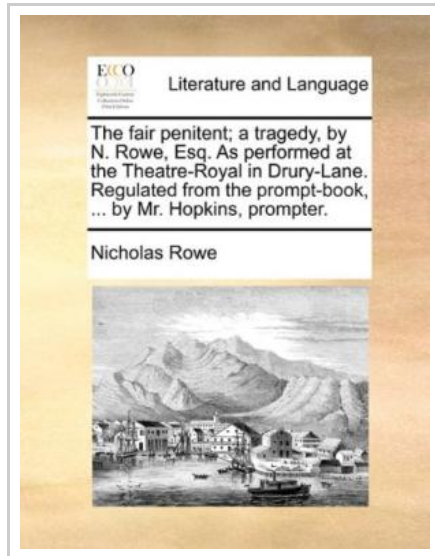 ECCO
Literature and Language
The fair penitent; a tragedy, by
N. Rowe, Esq. As performed at
the Theatre-Royal in Drury-Lane.
Regulated from the prompt-book,
... by Mr. Hopkins, prompter.
Nicholas Rowe